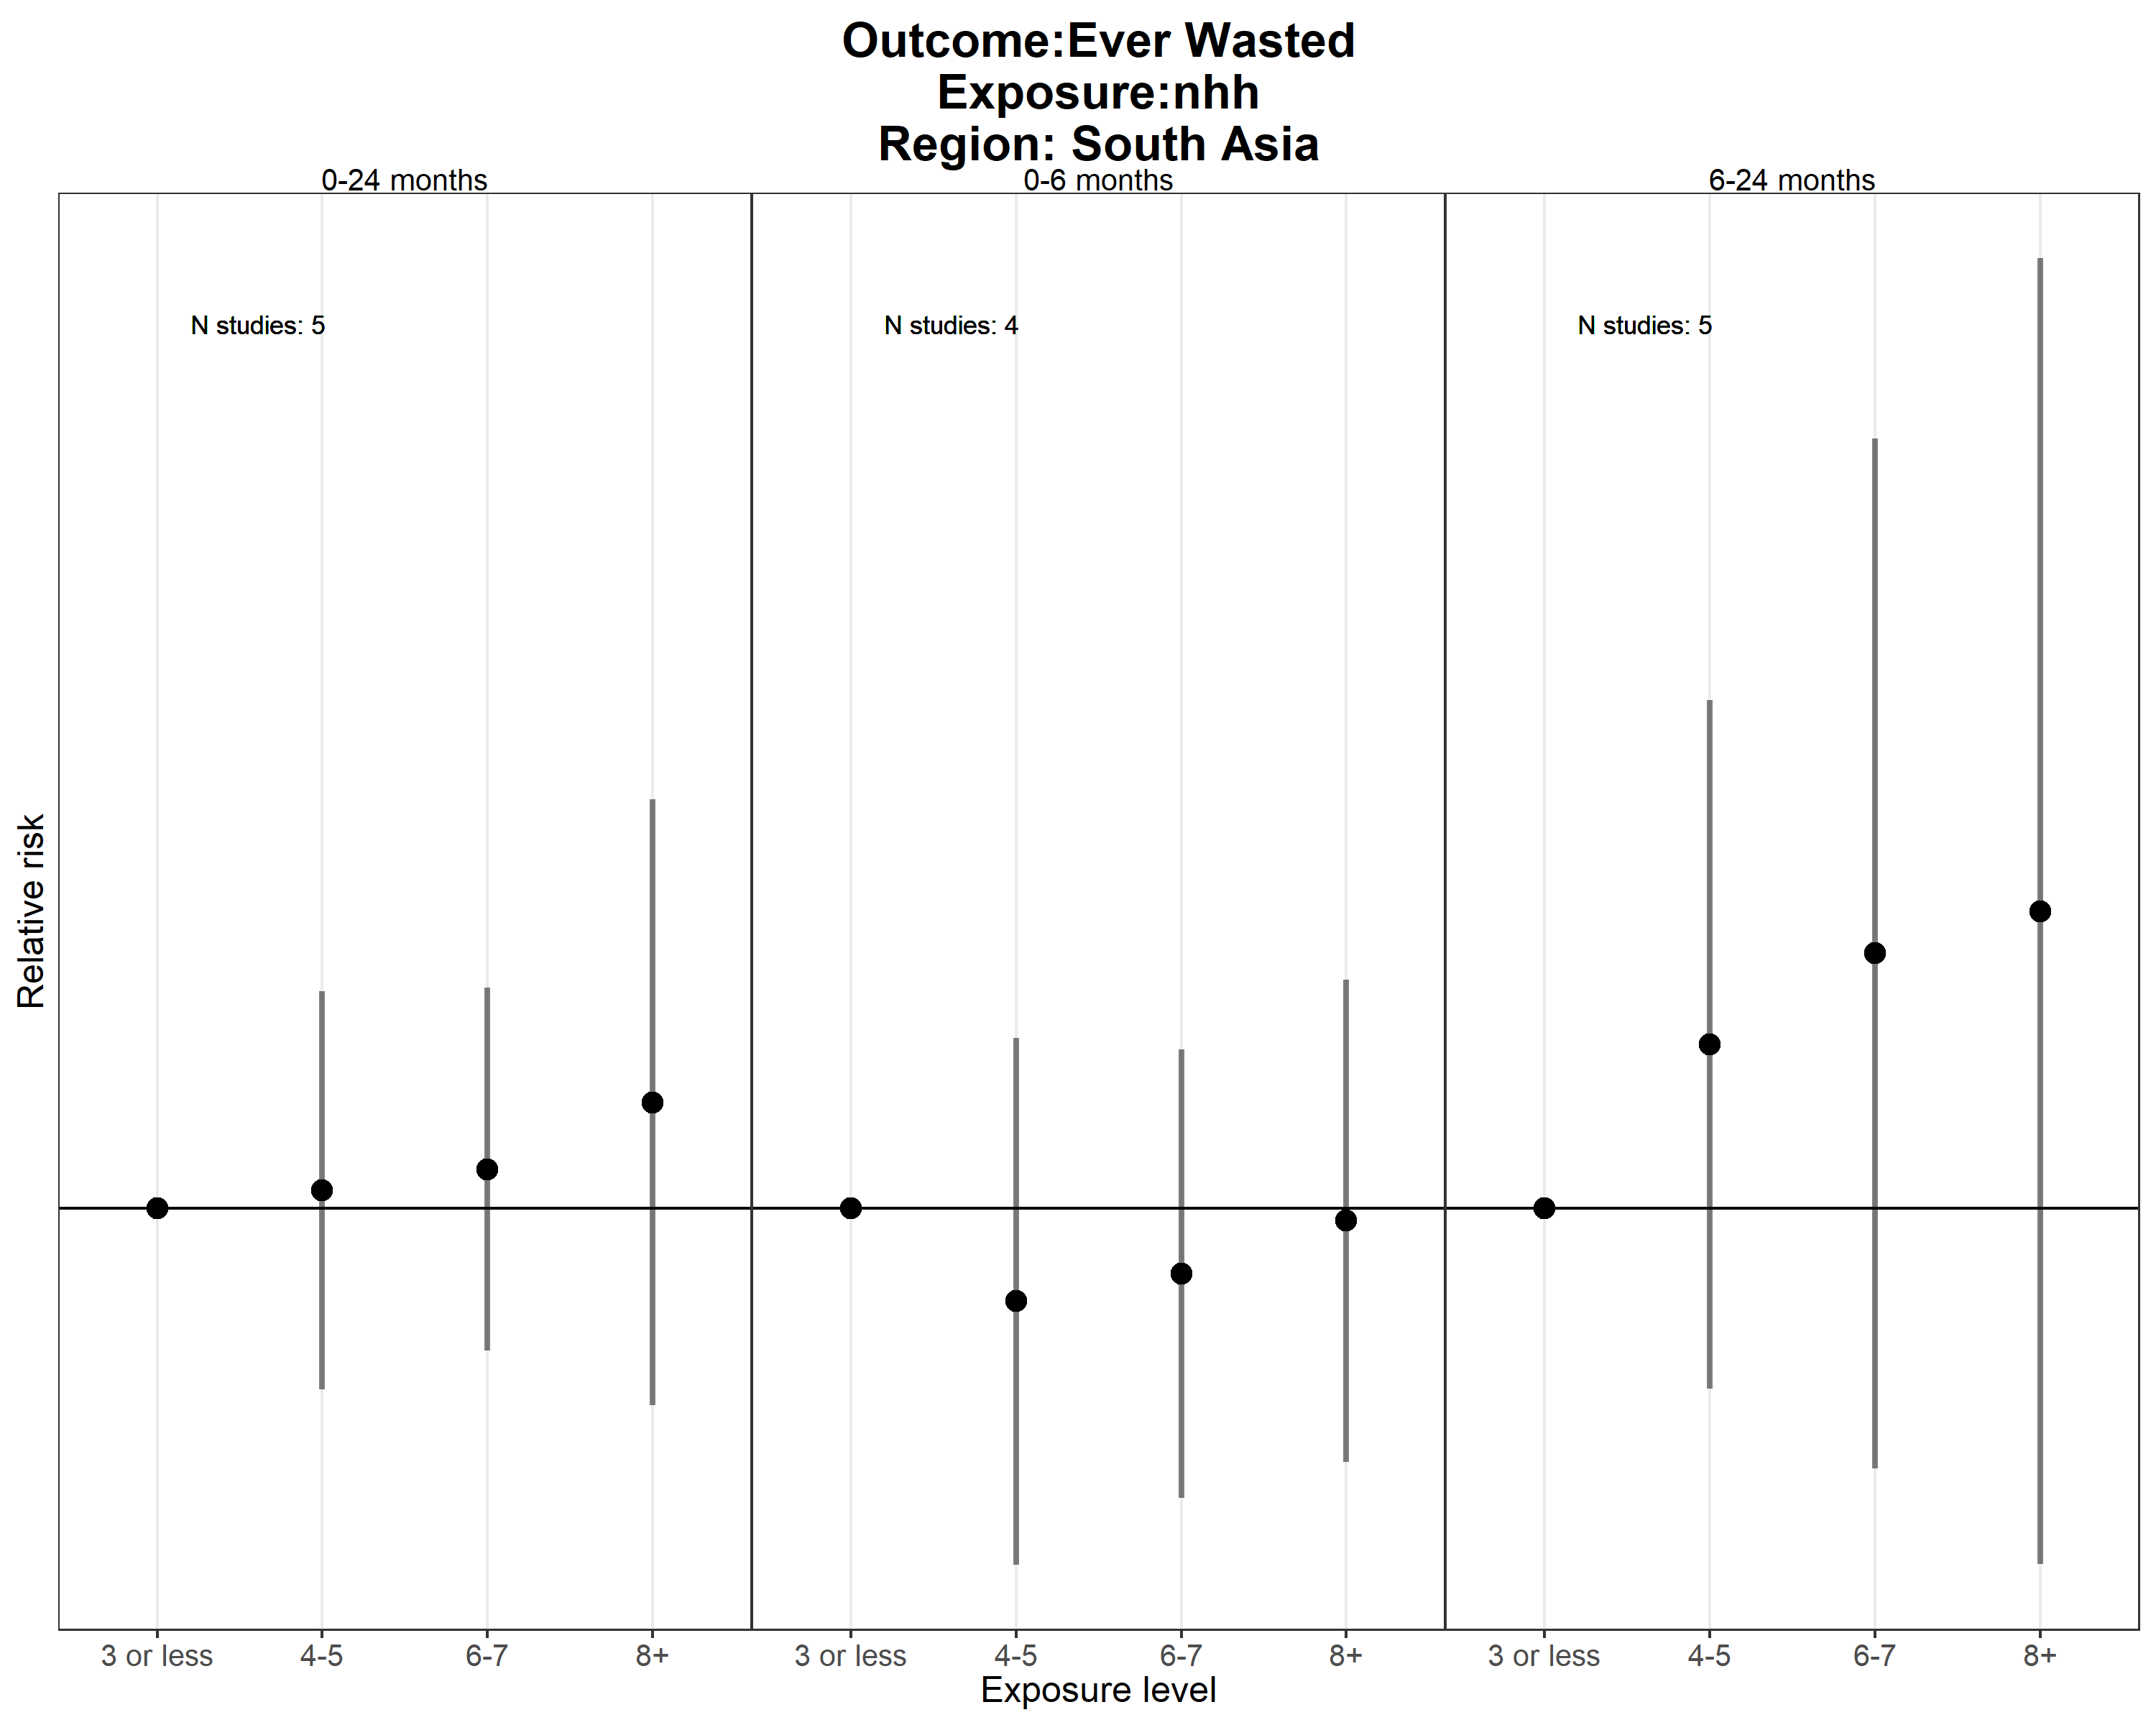 Outcome:Ever Wasted
Exposure:nhh
Region: South Asia
0-24 months
0-6 months
6-24 months
N studies: 5
N studies: 4
N studies: 5
Relative risk
3 or less
4-5
6-7
8+
3 or less
4-5
6-7
8+
3 or less
4-5
6-7
8+
Exposure level